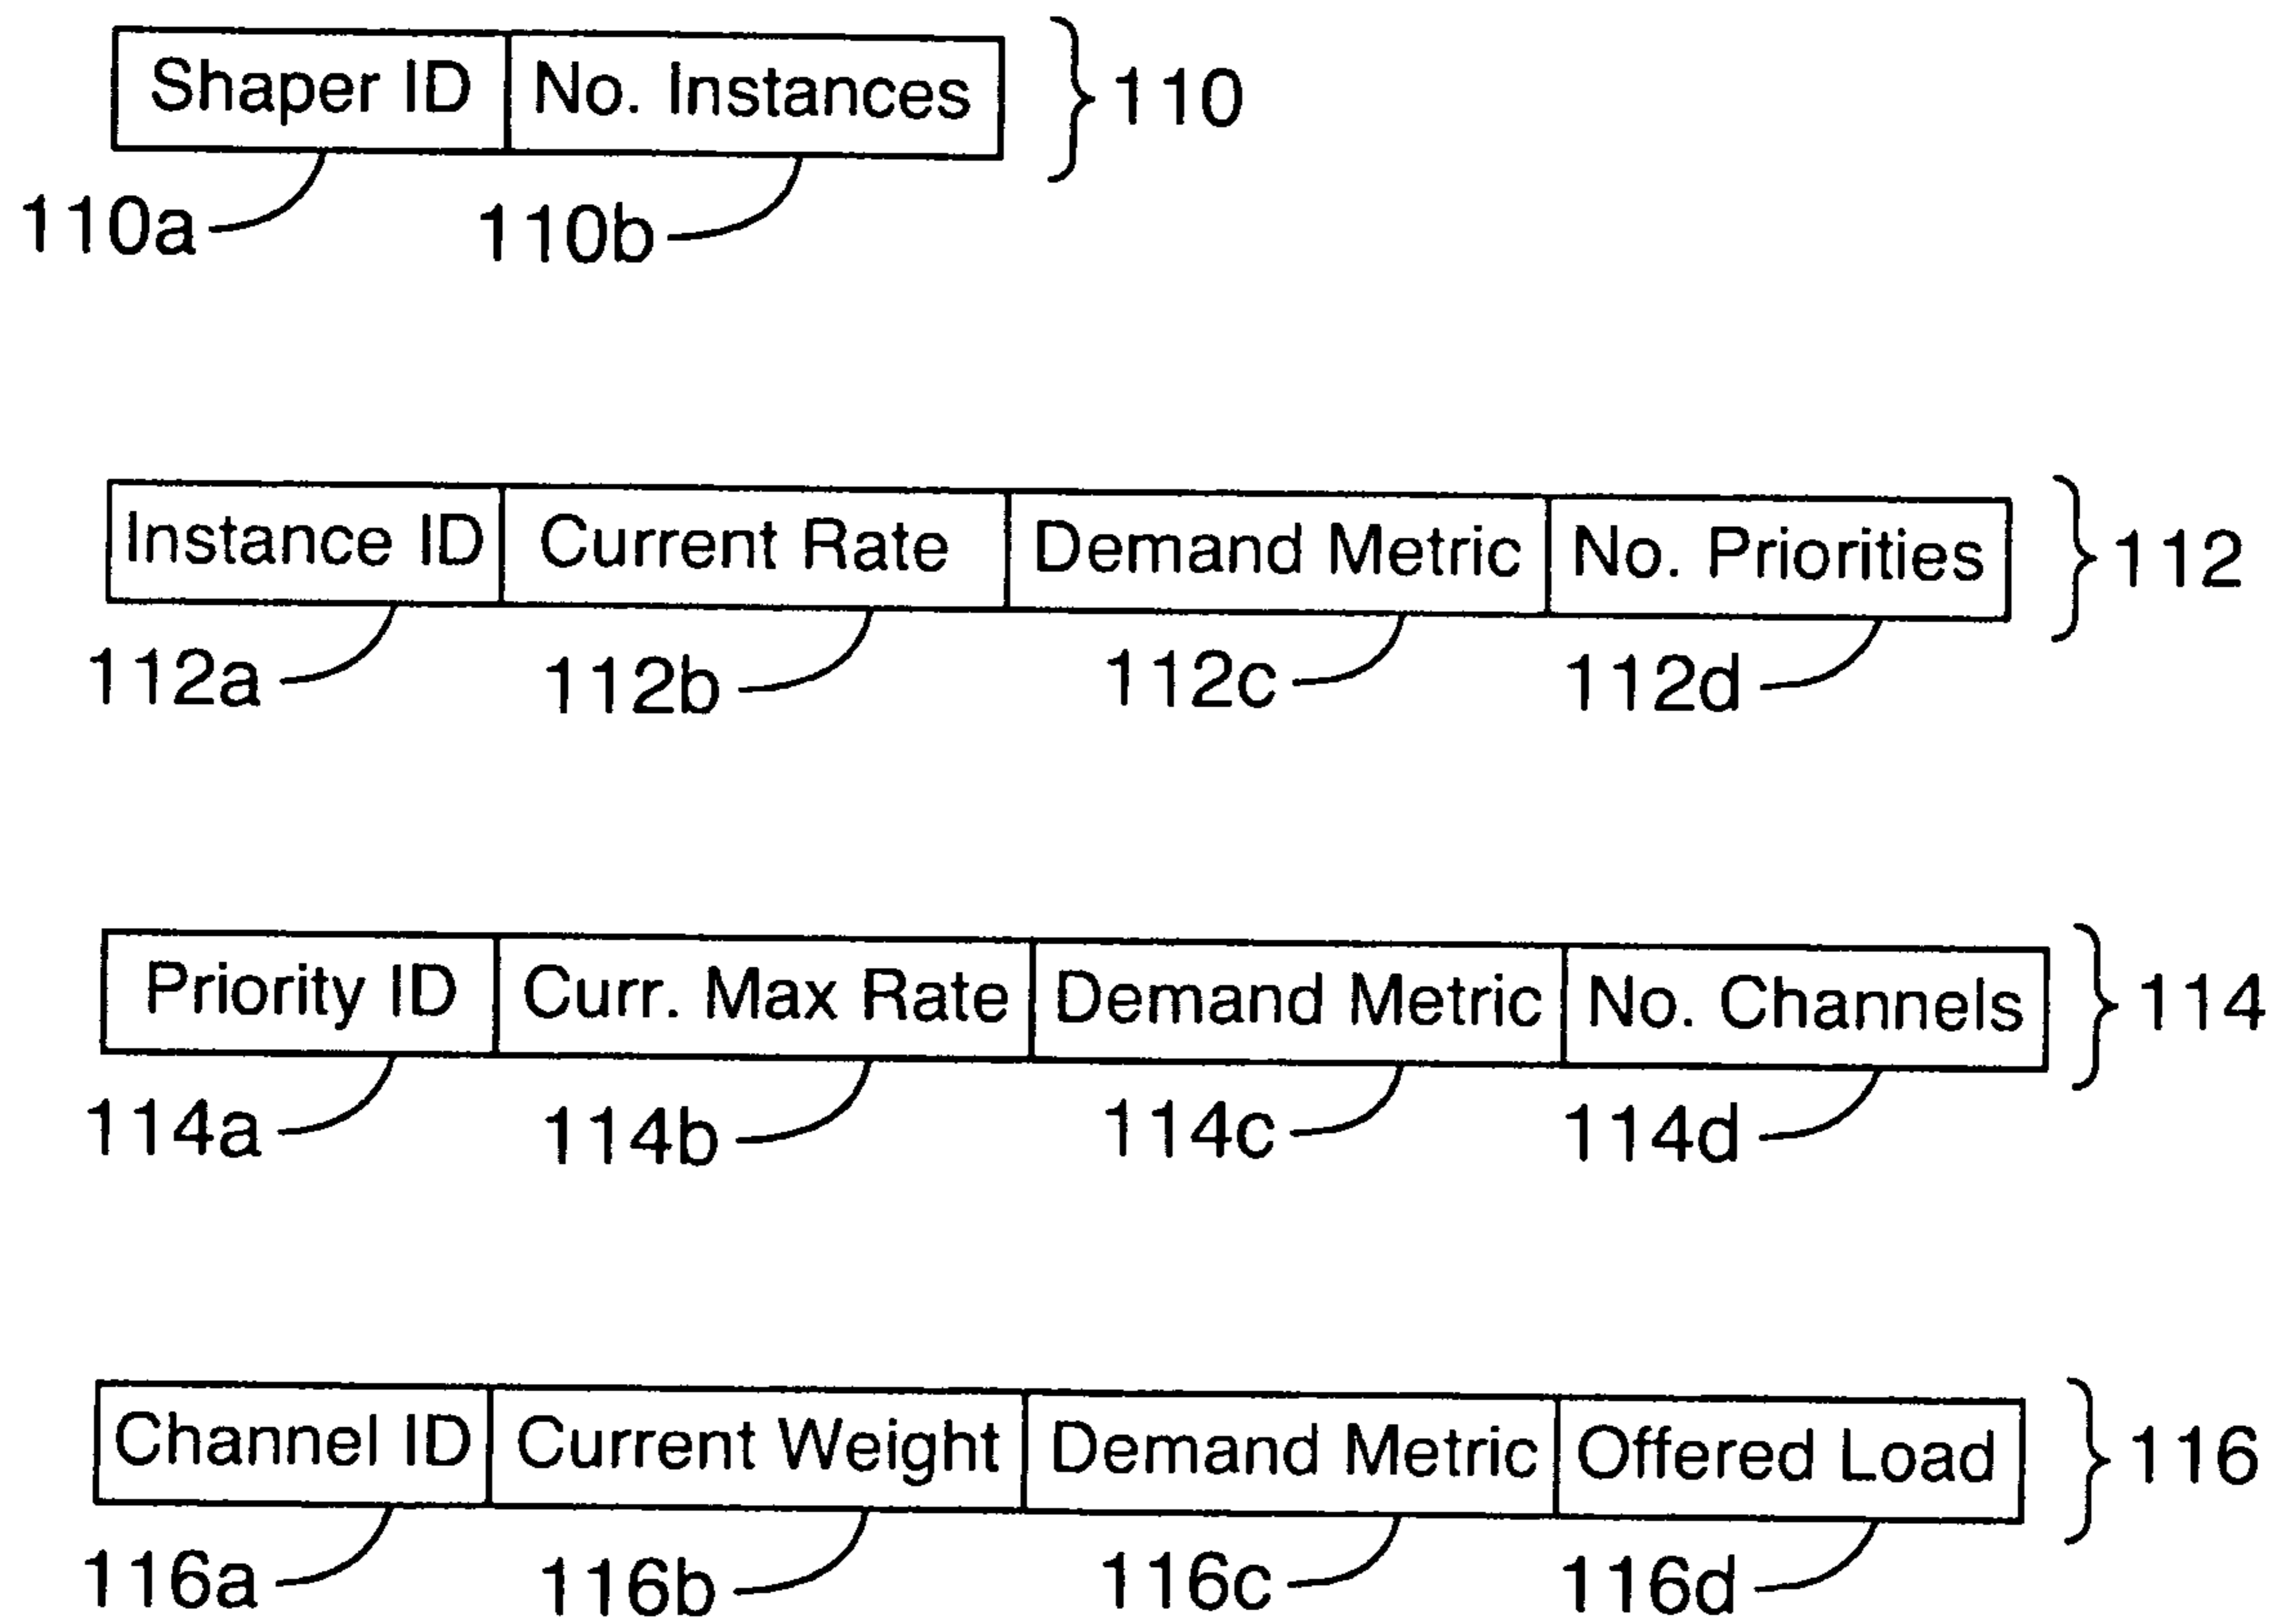 Shaper ID No. Instances 110
110a 110b
Instance ID Current Rate Demand Metric No. Priorities 112
112a 112b 112c 112d
Priority ID Curr. Max Rate Demand Metric No. Channels 114
114a 114b 114c 114d
Channel ID Current Weight Demand Metric Offered Load 116
116a 116b 116c 116d